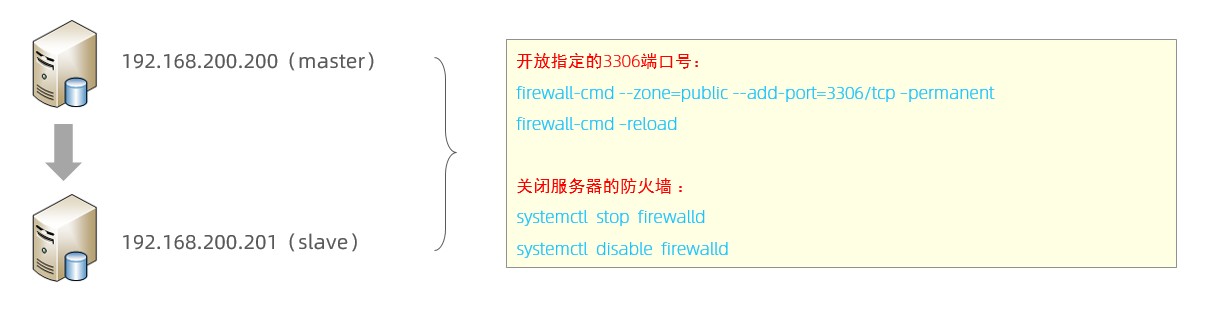 192.168.200.200（master）
开放指定的3306端口号：
firewall-cmd --zone=public --add-port=3306/tcp –permanent
firewall-cmd –reload
关闭服务器的防火墙：
systemctl stop firewalld
systemctl disable firewalld
192.168.200.201（slave）